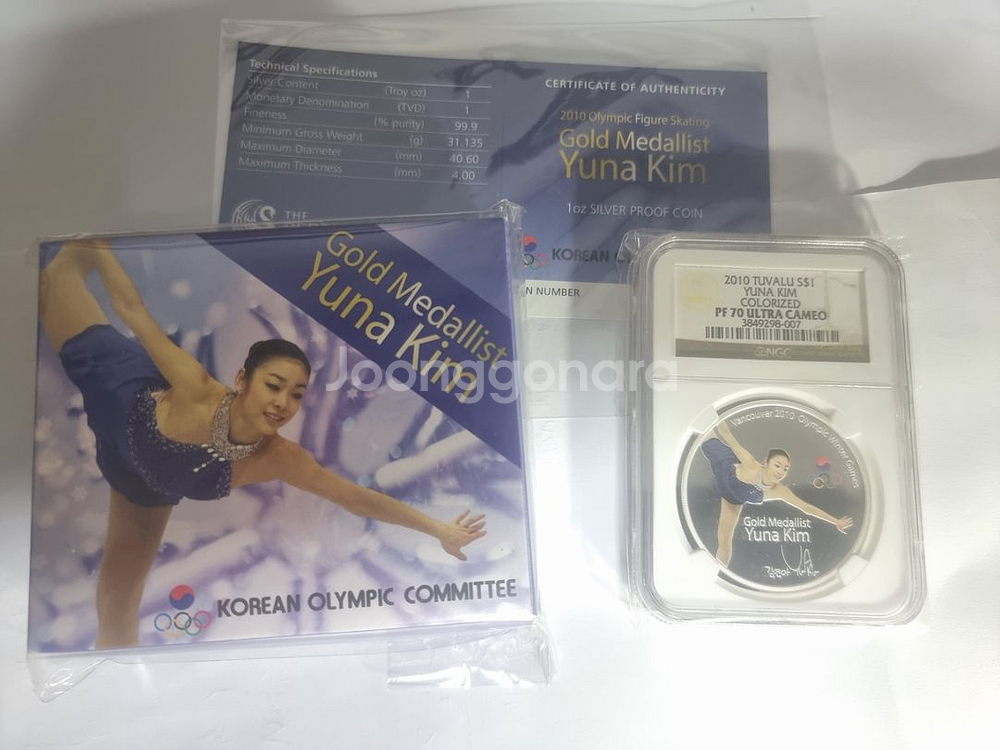 Technical Specifications
Silver Content (Troy oz) 1
Monetary Denomination (TVD) 1
Fineness (% purity) 99.9
Minimum Gross Weight (g) 31.135
Maximum Diameter (mm) 40.60
Maximum Thickness (mm) 4.00
THE
CERTIFICATE OF AUTHENTICITY
2010 Olympic Figure Skating
Gold Medallist
Yuna Kim
1oz SILVER PROOF COIN
KOREAN
N NUMBER
Gold Medallist
Yuna Kim
KOREAN OLYMPIC COMMITTEE
Joonggonara
2010 TUVALU S$1
YUNA KIM
COLORIZED
PF 70 ULTRA CAMEO
3849298-007
NGC
Vancouver 2010 Olympic Winter Games
Gold Medallist
Yuna Kim
김연아